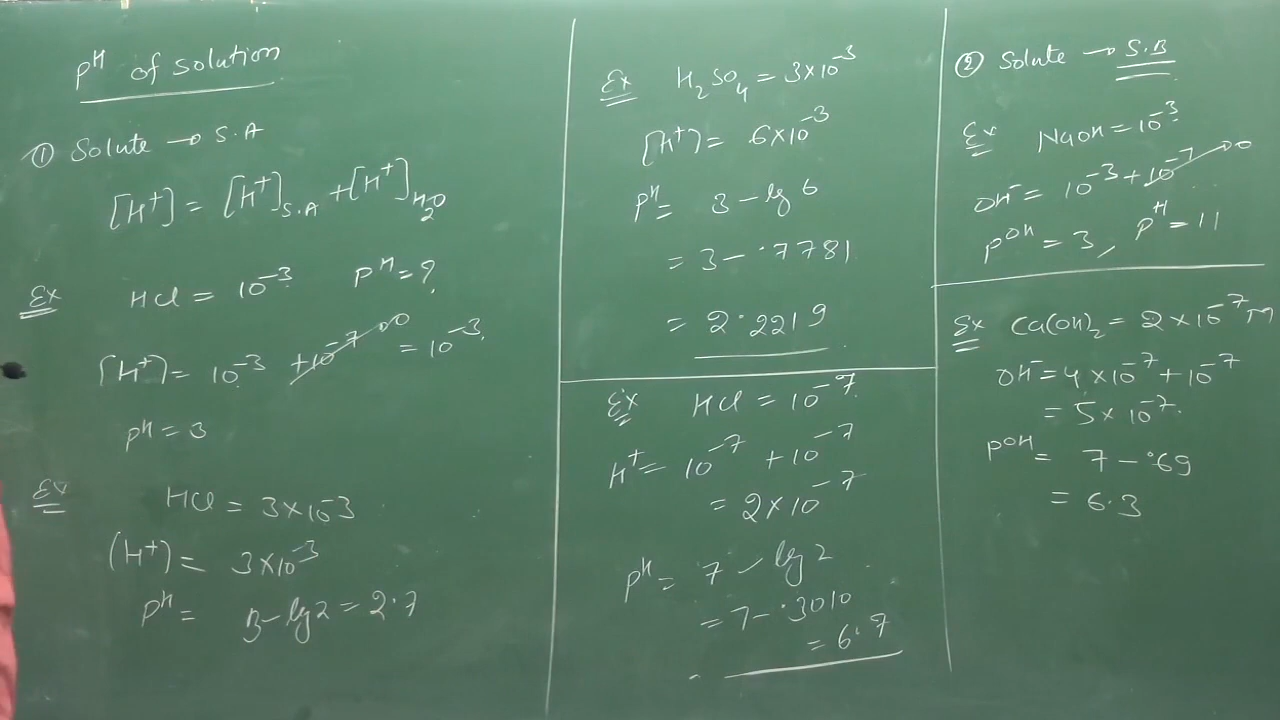 pᴴ of solution
① Solute → S.A
[H⁺] = [H⁺]S.A + [H⁺]H₂O
Ex HCl = 10⁻³ pᴴ = ?
[H⁺] = 10⁻³ + 10⁻⁷ → 0 = 10⁻³.
pᴴ = 3
Ex HCl = 3×10⁻³
(H⁺) = 3×10⁻³
pᴴ = 3 - lg 2 = 2.7
Ex H₂SO₄ = 3×10⁻³
[H⁺] = 6×10⁻³
pᴴ = 3 - lg 6
= 3 - .7781
= 2.2219
Ex HCl = 10⁻⁷.
H⁺ = 10⁻⁷ + 10⁻⁷
= 2×10⁻⁷
pᴴ = 7 - lg 2
= 7 - .3010
= 6.7
② Solute → S.B
Ex NaOH = 10⁻³
OH⁻ = 10⁻³ + 10⁻⁷ → 0
pᴼᴴ = 3, pᴴ = 11
Ex Ca(OH)₂ = 2×10⁻⁷ M
OH⁻ = 4×10⁻⁷ + 10⁻⁷
= 5×10⁻⁷.
pᴼᴴ = 7 - .69
= 6.3